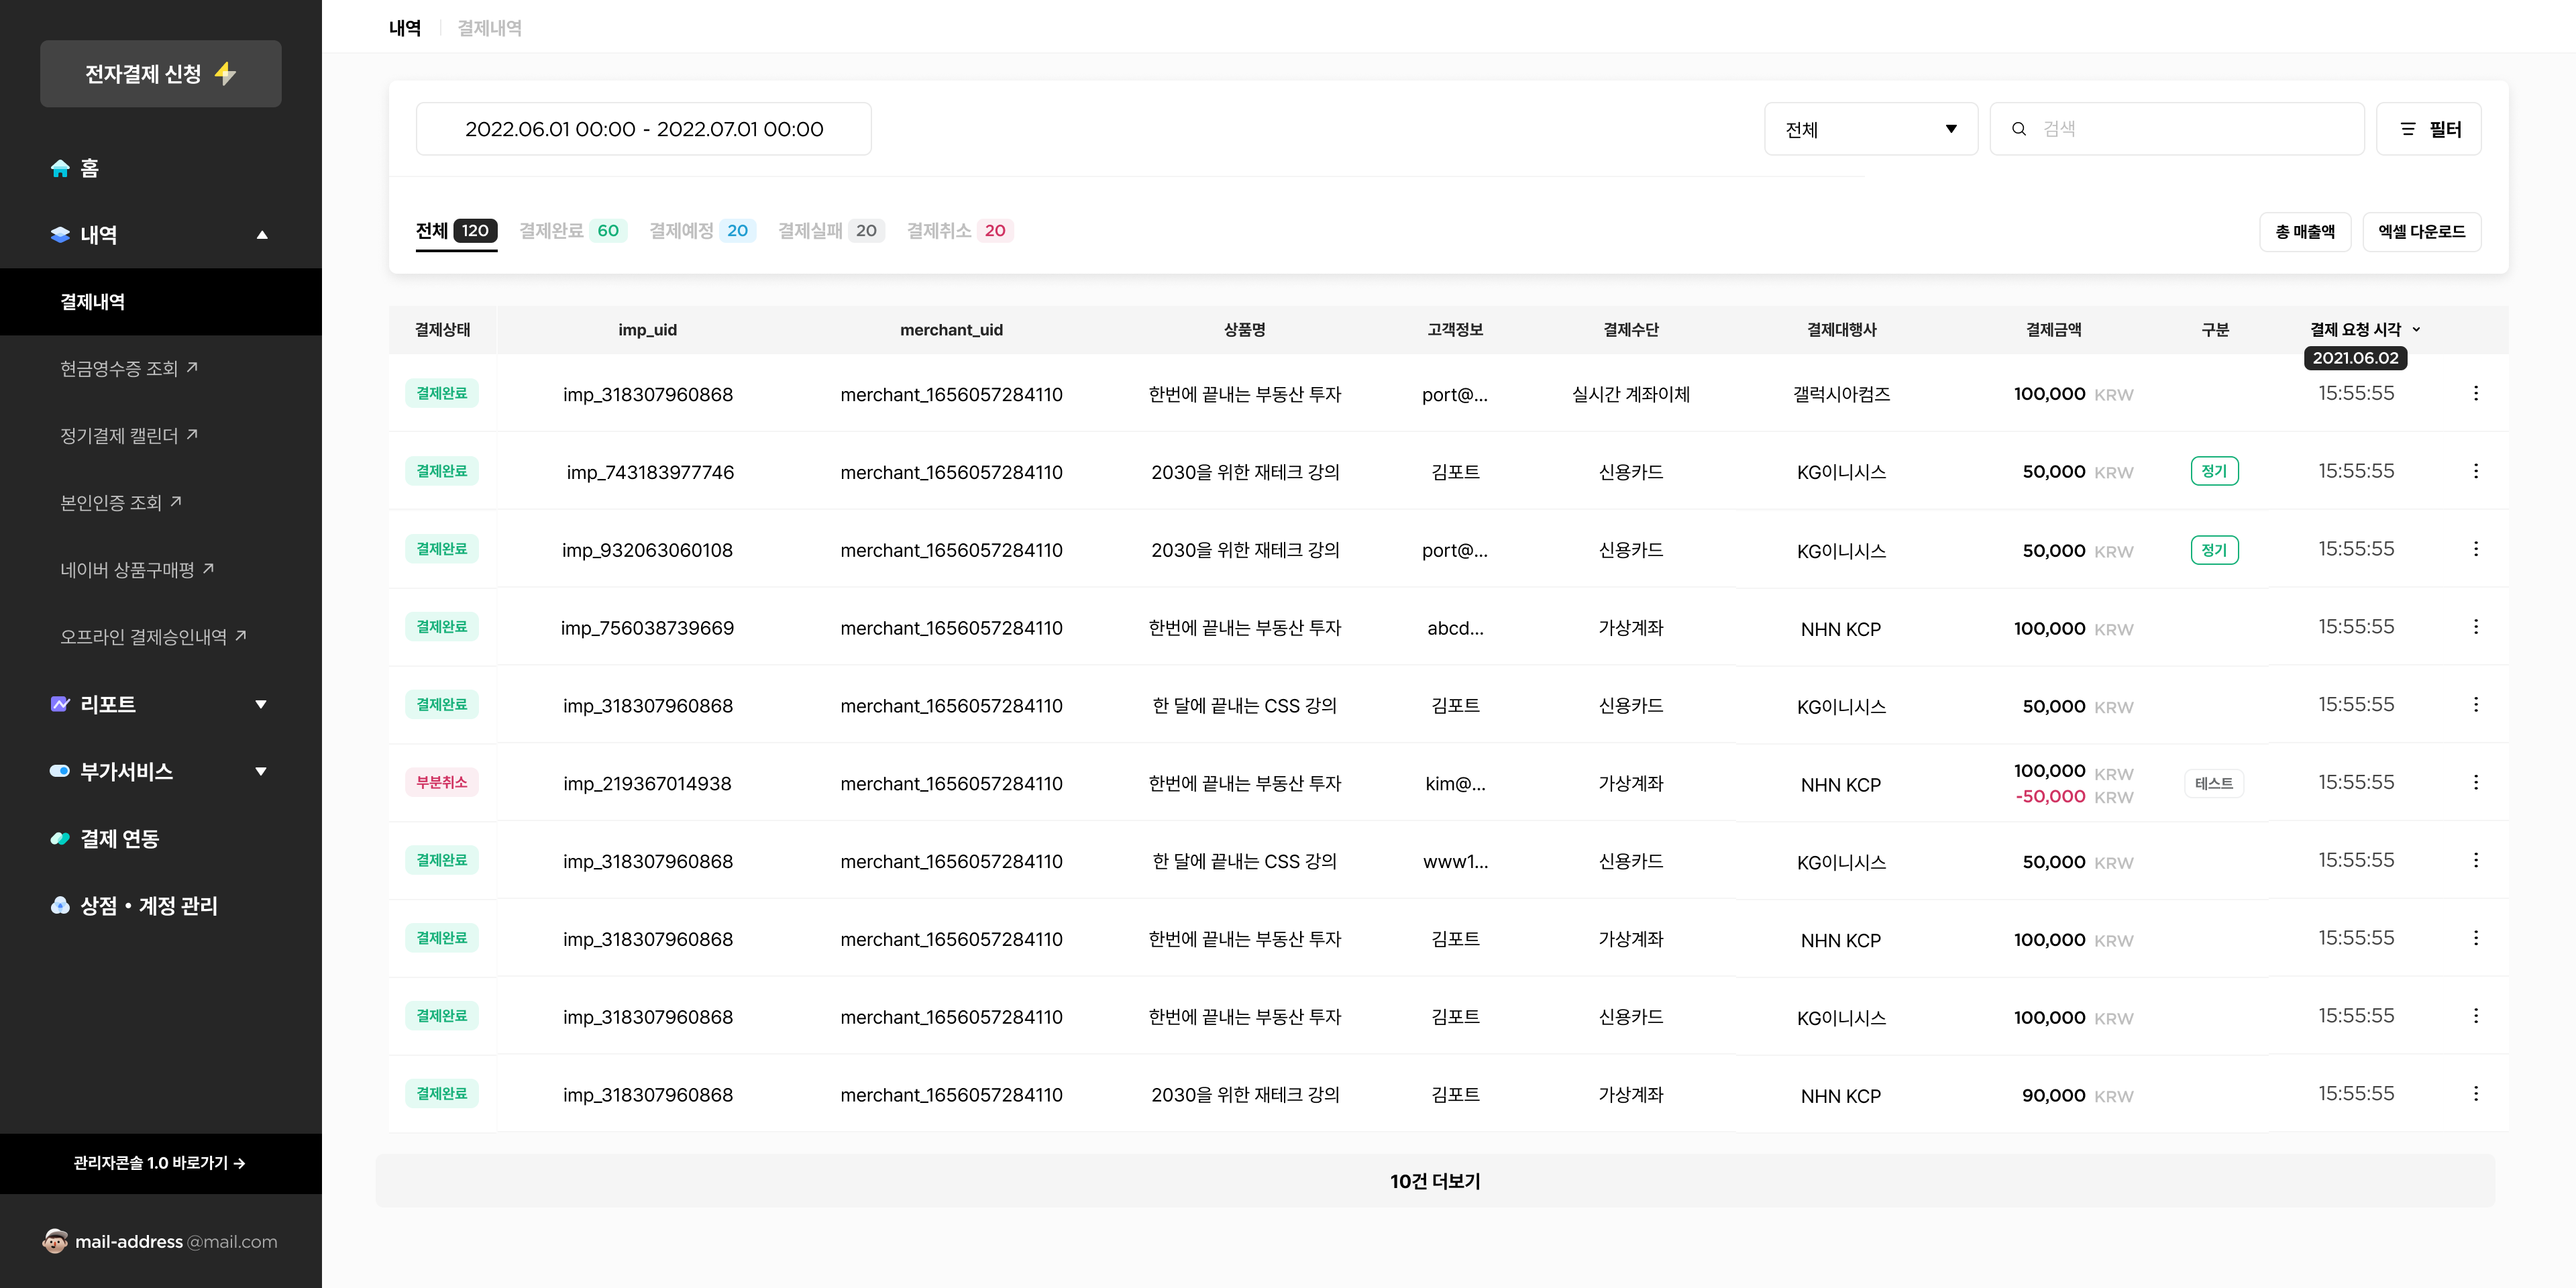 전자결제 신청
홈
내역
결제내역
현금영수증 조회
정기결제 캘린더
본인인증 조회
네이버 상품구매평
오프라인 결제승인내역
리포트
부가서비스
결제 연동
상점 • 계정 관리
관리자콘솔 1.0 바로가기 →
mail-address@mail.com
내역 결제내역
2022.06.01 00:00 - 2022.07.01 00:00 전체 검색 필터
전체 120 결제완료 60 결제예정 20 결제실패 20 결제취소 20 총 매출액 엑셀 다운로드
결제상태 imp_uid merchant_uid 상품명 고객정보 결제수단 결제대행사 결제금액 구분 결제 요청 시각
2021.06.02
결제완료 imp_318307960868 merchant_1656057284110 한번에 끝내는 부동산 투자 port@... 실시간 계좌이체 갤럭시아컴즈 100,000 KRW 15:55:55
결제완료 imp_743183977746 merchant_1656057284110 2030을 위한 재테크 강의 김포트 신용카드 KG이니시스 50,000 KRW 정기 15:55:55
결제완료 imp_932063060108 merchant_1656057284110 2030을 위한 재테크 강의 port@... 신용카드 KG이니시스 50,000 KRW 정기 15:55:55
결제완료 imp_756038739669 merchant_1656057284110 한번에 끝내는 부동산 투자 abcd... 가상계좌 NHN KCP 100,000 KRW 15:55:55
결제완료 imp_318307960868 merchant_1656057284110 한 달에 끝내는 CSS 강의 김포트 신용카드 KG이니시스 50,000 KRW 15:55:55
부분취소 imp_219367014938 merchant_1656057284110 한번에 끝내는 부동산 투자 kim@... 가상계좌 NHN KCP 100,000 KRW 테스트 15:55:55
-50,000 KRW
결제완료 imp_318307960868 merchant_1656057284110 한 달에 끝내는 CSS 강의 www1... 신용카드 KG이니시스 50,000 KRW 15:55:55
결제완료 imp_318307960868 merchant_1656057284110 한번에 끝내는 부동산 투자 김포트 가상계좌 NHN KCP 100,000 KRW 15:55:55
결제완료 imp_318307960868 merchant_1656057284110 한번에 끝내는 부동산 투자 김포트 신용카드 KG이니시스 100,000 KRW 15:55:55
결제완료 imp_318307960868 merchant_1656057284110 2030을 위한 재테크 강의 김포트 가상계좌 NHN KCP 90,000 KRW 15:55:55
10건 더보기